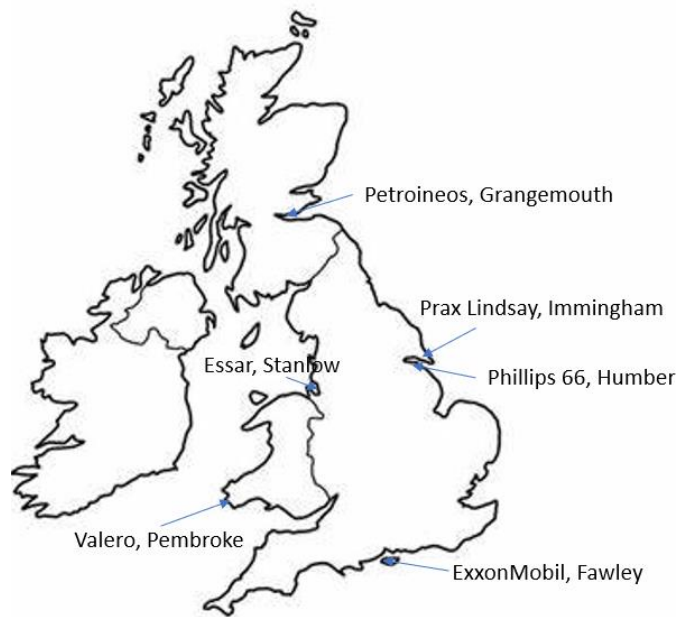 Petroineos, Grangemouth
Prax Lindsay, Immingham
Essar, Stanlow
Phillips 66, Humber
Valero, Pembroke
ExxonMobil, Fawley